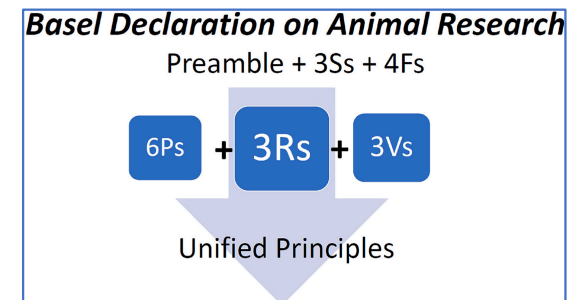 Basel Declaration on Animal Research
Preamble + 3Ss + 4Fs
6Ps + 3Rs + 3Vs
Unified Principles